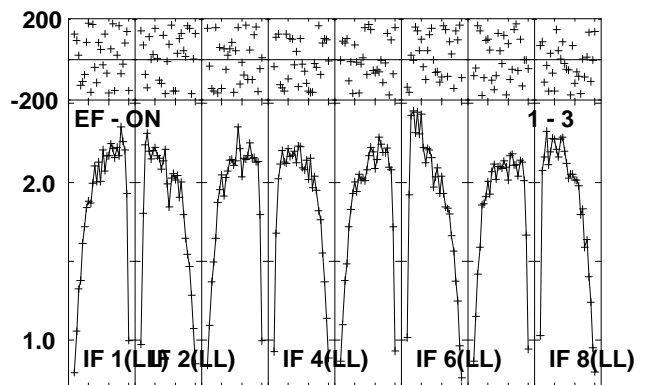 200
-200
EF - ON 1 - 3
2.0
1.0
IF 1(LL) IF 2(LL) IF 4(LL) IF 6(LL) IF 8(LL)